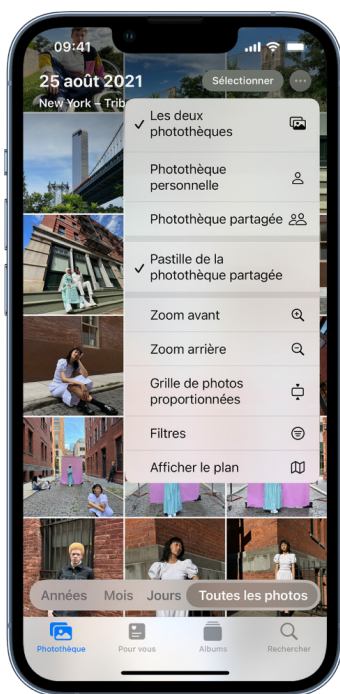 09:41
25 août 2021
Sélectionner
New York – Trib
Les deux
photothèques
Photothèque
personnelle
Photothèque partagée
Pastille de la
photothèque partagée
Zoom avant
Zoom arrière
Grille de photos
proportionnées
Filtres
Afficher le plan
Années Mois Jours Toutes les photos
Photothèque Pour vous Albums Rechercher